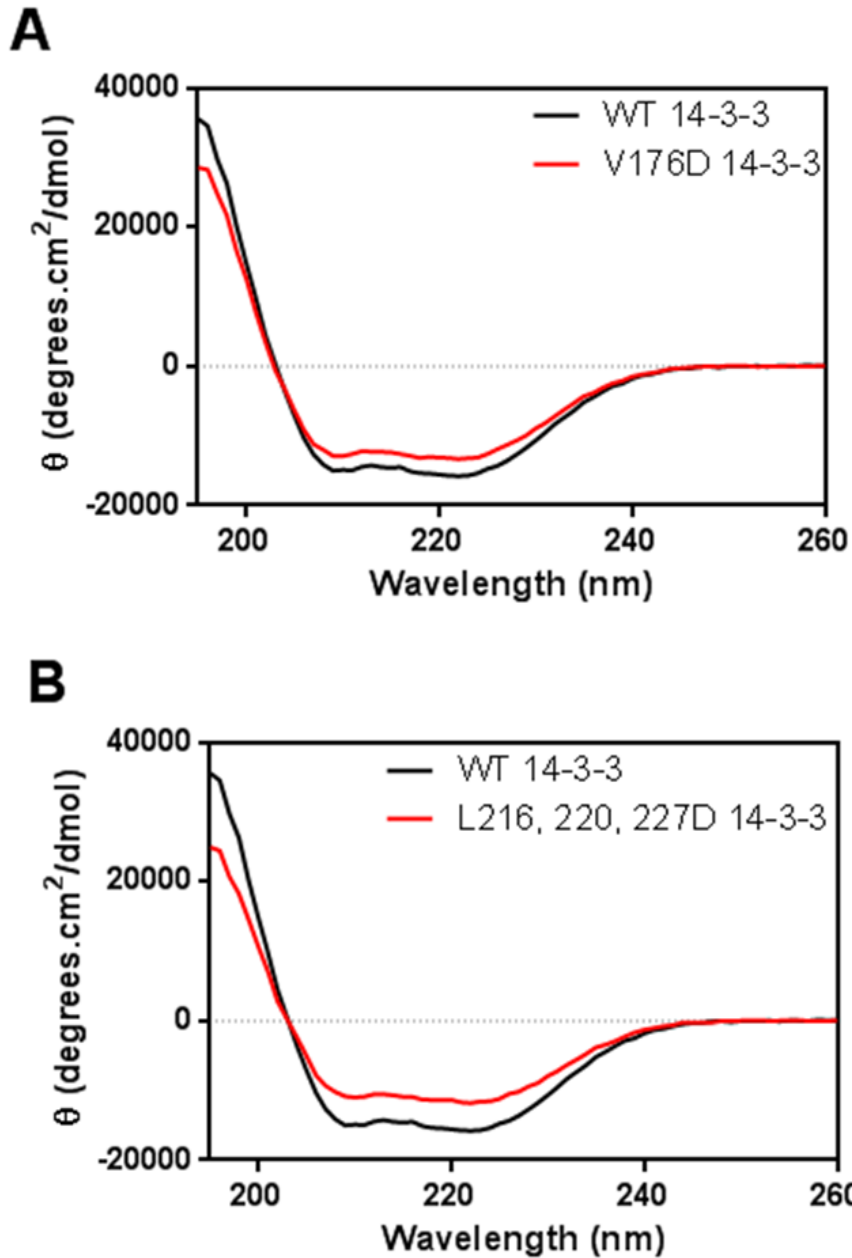 A
40000
20000
0
-20000
θ (degrees.cm²/dmol)
WT 14-3-3
V176D 14-3-3
200 220 240 260
Wavelength (nm)
B
40000
20000
0
-20000
θ (degrees.cm²/dmol)
WT 14-3-3
L216, 220, 227D 14-3-3
200 220 240 260
Wavelength (nm)